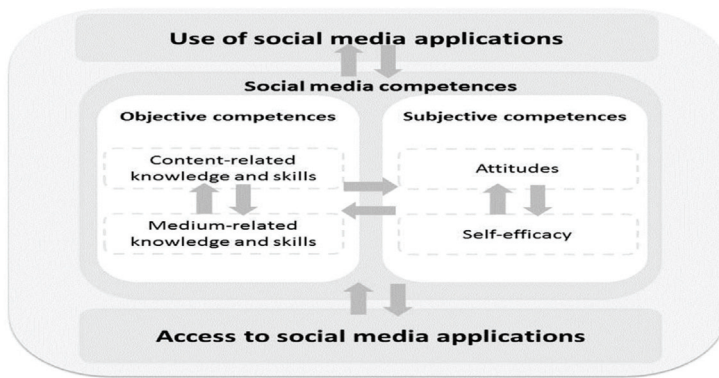 Use of social media applications
Social media competences
Objective competences
Content-related
knowledge and skills
Medium-related
knowledge and skills
Subjective competences
Attitudes
Self-efficacy
Access to social media applications